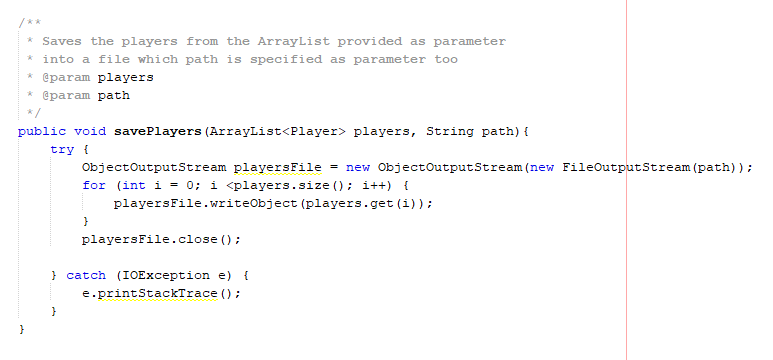 /**
 * Saves the players from the ArrayList provided as parameter
 * into a file which path is specified as parameter too
 * @param players
 * @param path
 */
public void savePlayers(ArrayList<Player> players, String path){
    try {
        ObjectOutputStream playersFile = new ObjectOutputStream(new FileOutputStream(path));
        for (int i = 0; i <players.size(); i++) {
            playersFile.writeObject(players.get(i));
        }
        playersFile.close();

    } catch (IOException e) {
        e.printStackTrace();
    }
}